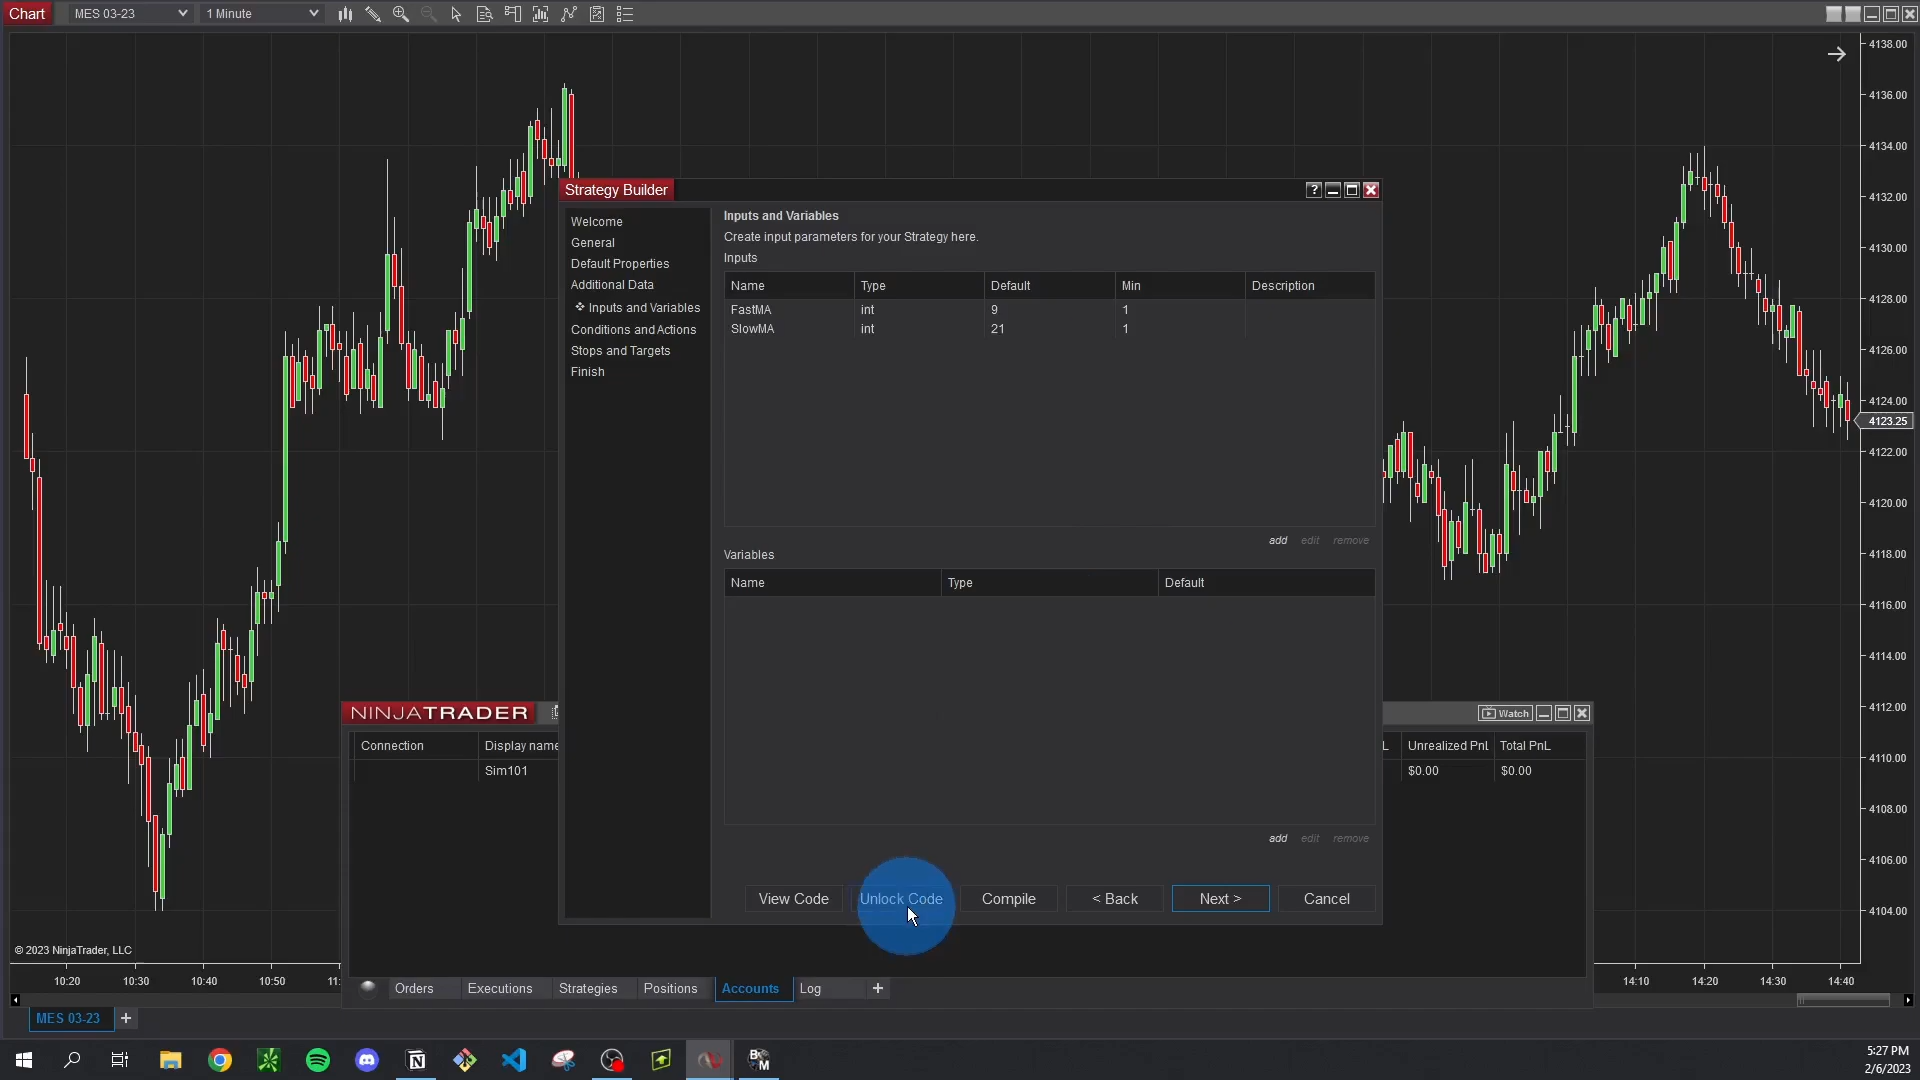 Chart
MES 03-23
1 Minute
4138.00
4136.00
4134.00
4132.00
4130.00
4128.00
4126.00
4124.00
4123.25
4122.00
4120.00
4118.00
4116.00
4114.00
4112.00
4110.00
4108.00
4106.00
4104.00
Strategy Builder
?
Welcome
General
Default Properties
Additional Data
Inputs and Variables
Conditions and Actions
Stops and Targets
Finish
Inputs and Variables
Create input parameters for your Strategy here.
Inputs
Name Type Default Min Description
FastMA int 9 1
SlowMA int 21 1
add edit remove
Variables
Name Type Default
add edit remove
View Code Unlock Code Compile < Back Next > Cancel
NINJATRADER
Watch
Connection Display name L Unrealized PnL Total PnL
Sim101 $0.00 $0.00
Orders Executions Strategies Positions Accounts Log +
© 2023 NinjaTrader, LLC
10:20 10:30 10:40 10:50 11: 14:10 14:20 14:30 14:40
MES 03-23 +
5:27 PM
2/6/2023